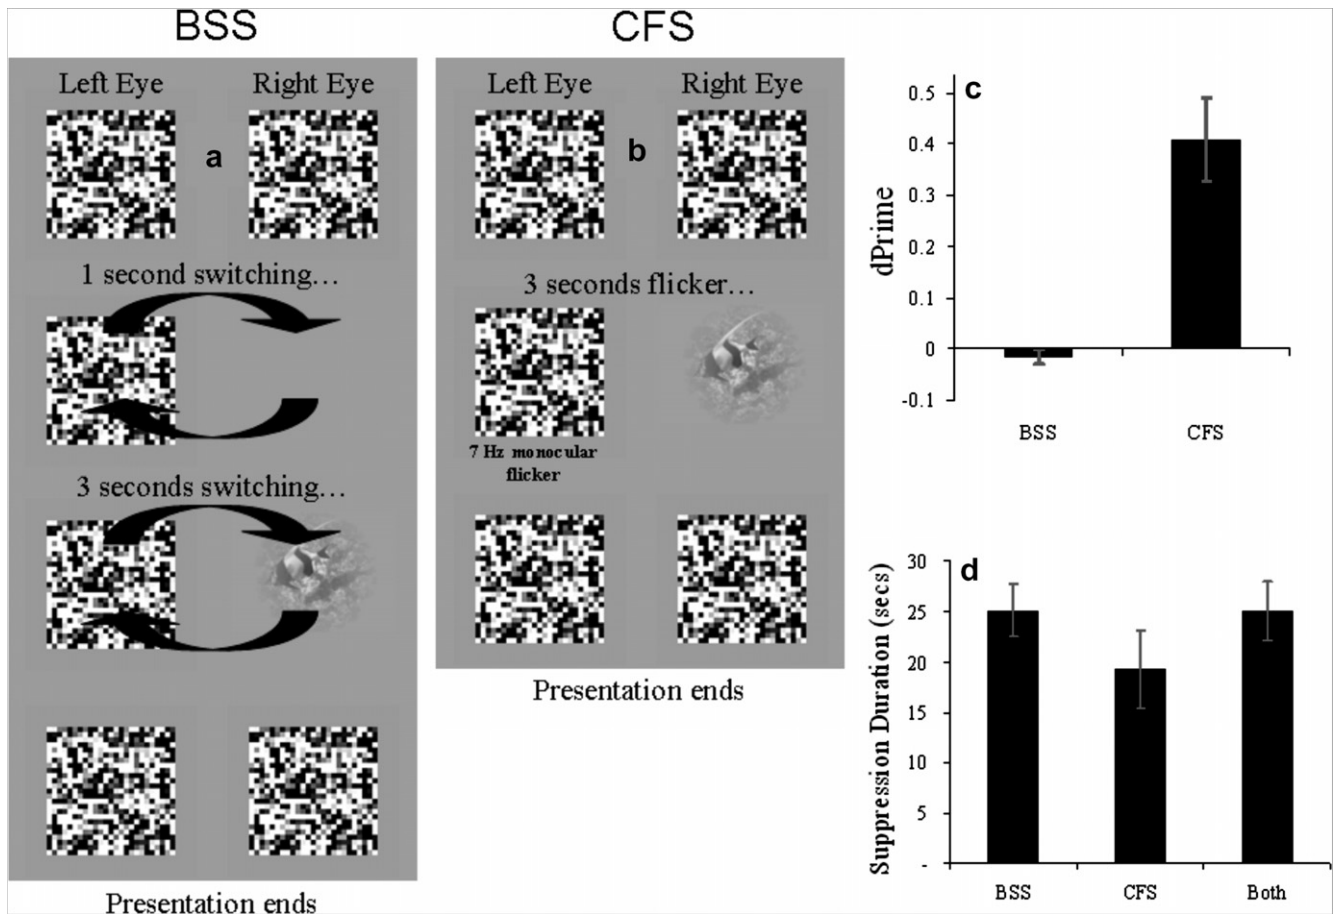 BSS
Left Eye Right Eye
a
1 second switching…
3 seconds switching…
Presentation ends
CFS
Left Eye Right Eye
b
3 seconds flicker…
7 Hz monocular
flicker
Presentation ends
c
dPrime
0.5
0.4
0.3
0.2
0.1
0
-0.1
BSS CFS
d
Suppression Duration (secs)
30
25
20
15
10
5
-
BSS CFS Both